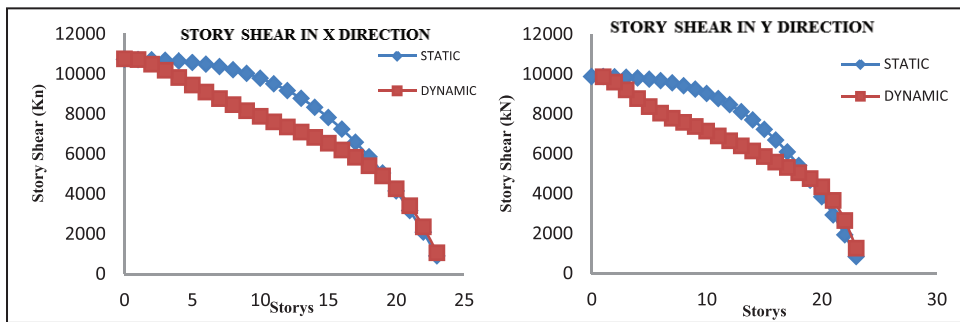 STORY SHEAR IN X DIRECTION
STATIC
DYNAMIC
Story Shear (Kn)
12000
10000
8000
6000
4000
2000
0
0 5 10 15 20 25
Storys
STORY SHEAR IN Y DIRECTION
STATIC
DYNAMIC
Story Shear (kN)
12000
10000
8000
6000
4000
2000
0
0 10 20 30
Storys